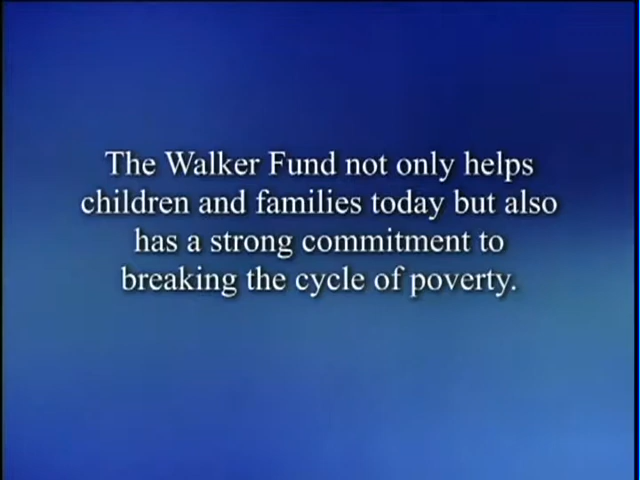 The Walker Fund not only helps
children and families today but also
has a strong commitment to
breaking the cycle of poverty.